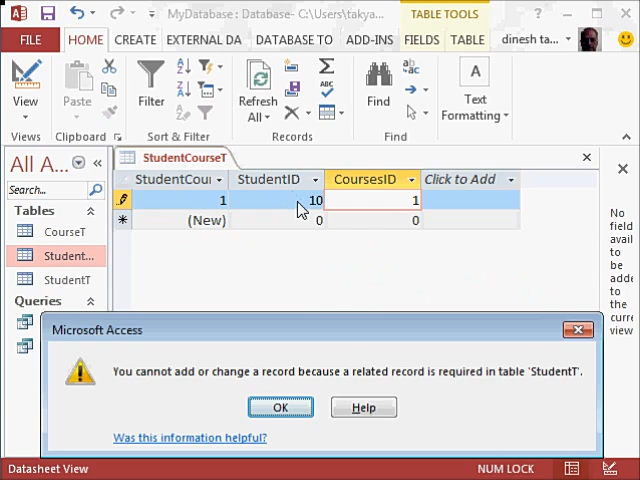 MyDatabase : Database- C:\Users\takya...
TABLE TOOLS
?
FILE
HOME
CREATE
EXTERNAL DA
DATABASE TO
ADD-INS
FIELDS
TABLE
dinesh ta...
View
Paste
Filter
Refresh
All
Find
Text
Formatting
Views
Clipboard
Sort & Filter
Records
Find
All A...
StudentCourseT
StudentCour
StudentID
CoursesID
Click to Add
Search...
1
10
1
Tables
(New)
0
0
CourseT
Student...
StudentT
Queries
No
field
avail
to
be
adde
to
the
curre
view
Microsoft Access
You cannot add or change a record because a related record is required in table 'StudentT'.
OK
Help
Was this information helpful?
Datasheet View
NUM LOCK